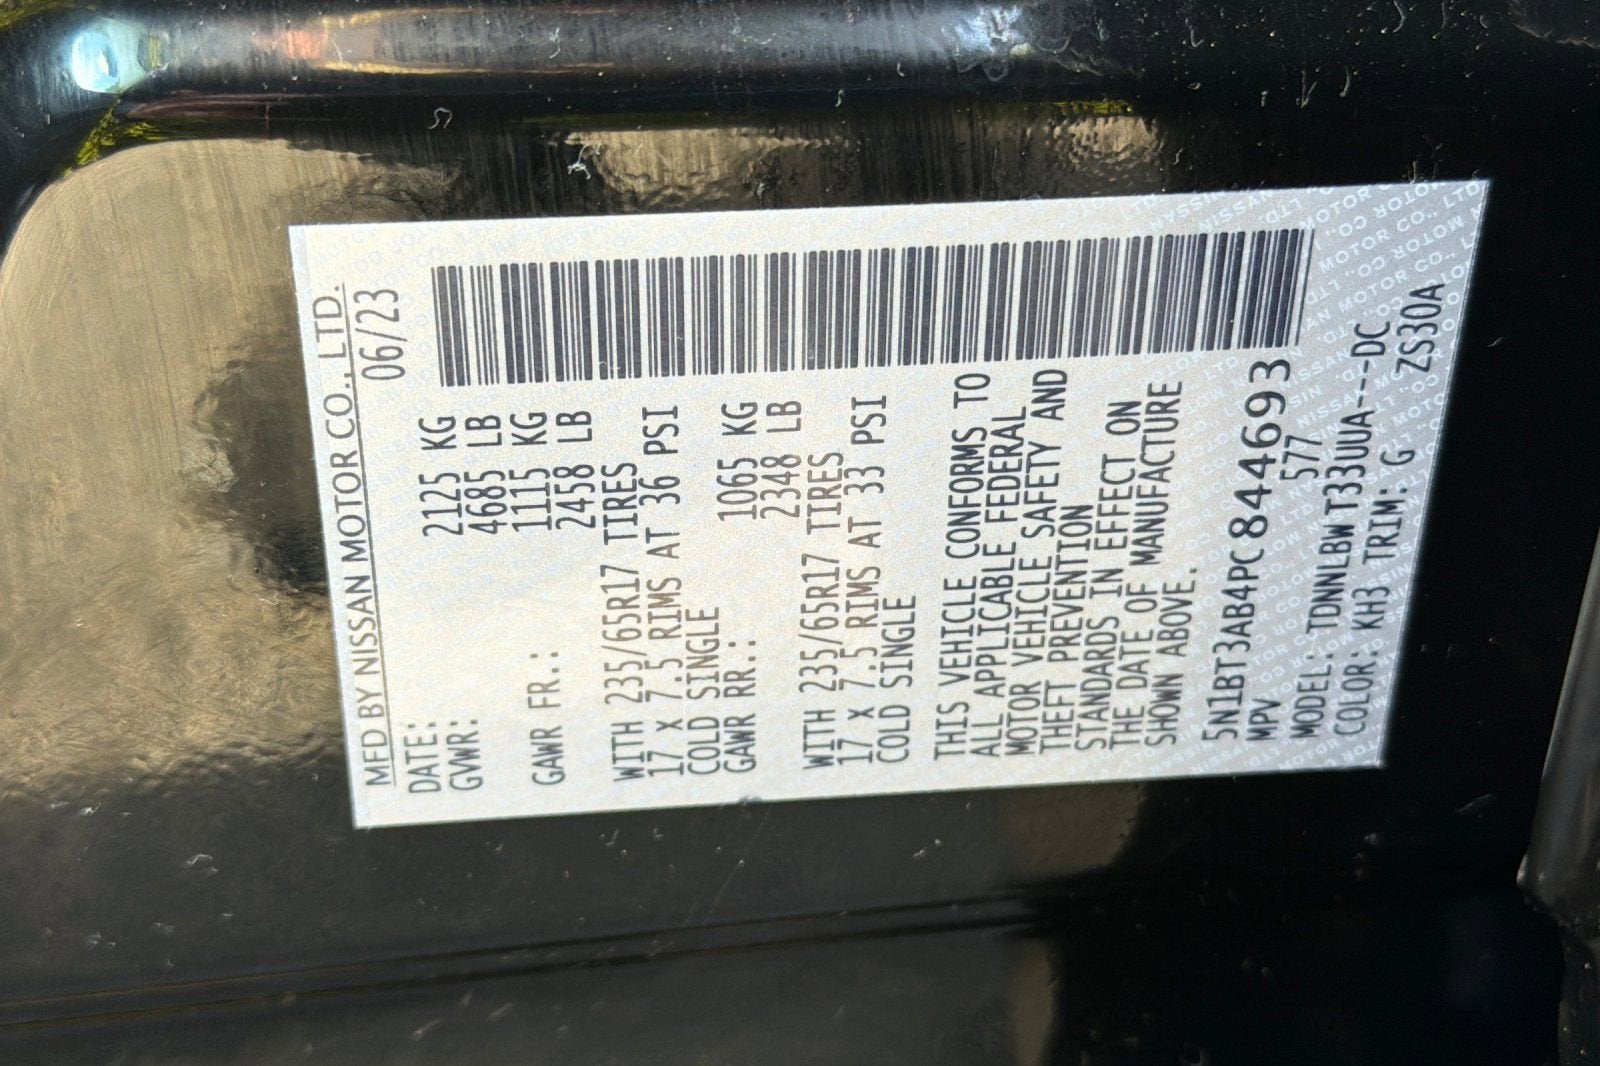 MFD BY NISSAN MOTOR CO., LTD.
DATE: 06/23
GVWR: 2125 KG
4685 LB
GAWR FR.: 1115 KG
2458 LB
WITH 235/65R17 TIRES
17 X 7.5 RIMS AT 36 PSI
COLD SINGLE
GAWR RR.: 1065 KG
2348 LB
WITH 235/65R17 TIRES
17 X 7.5 RIMS AT 33 PSI
COLD SINGLE
THIS VEHICLE CONFORMS TO
ALL APPLICABLE FEDERAL
MOTOR VEHICLE SAFETY AND
THEFT PREVENTION
STANDARDS IN EFFECT ON
THE DATE OF MANUFACTURE
SHOWN ABOVE.
5N1BT3AB4PC844693
MPV 577
MODEL: TDNNLBW T33UUA---DC
COLOR: KH3 TRIM: G ZS30A